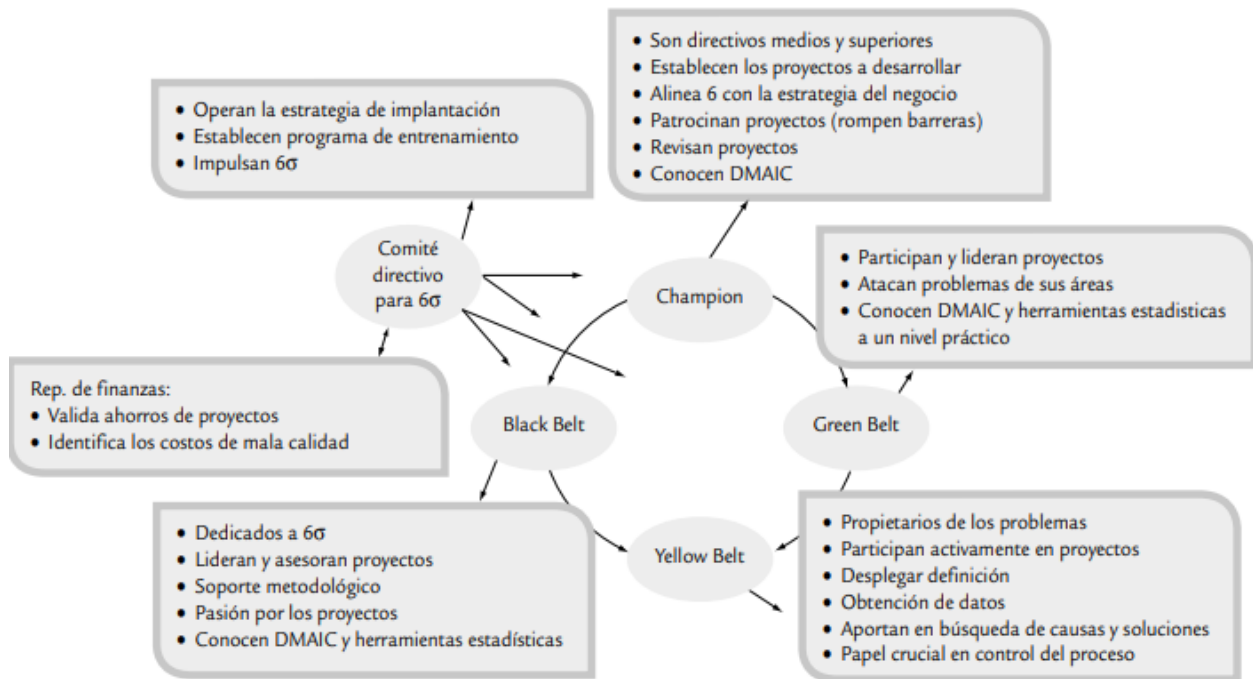 • Son directivos medios y superiores
• Establecen los proyectos a desarrollar
• Alinea 6 con la estrategia del negocio
• Patrocinan proyectos (rompen barreras)
• Revisan proyectos
• Conocen DMAIC
• Operan la estrategia de implantación
• Establecen programa de entrenamiento
• Impulsan 6σ
Comité
directivo
para 6σ
Champion
• Participan y lideran proyectos
• Atacan problemas de sus áreas
• Conocen DMAIC y herramientas estadisticas
a un nivel práctico
Rep. de finanzas:
• Valida ahorros de proyectos
• Identifica los costos de mala calidad
Black Belt
Green Belt
• Dedicados a 6σ
• Lideran y asesoran proyectos
• Soporte metodológico
• Pasión por los proyectos
• Conocen DMAIC y herramientas estadísticas
Yellow Belt
• Propietarios de los problemas
• Participan activamente en proyectos
• Desplegar definición
• Obtención de datos
• Aportan en búsqueda de causas y soluciones
• Papel crucial en control del proceso